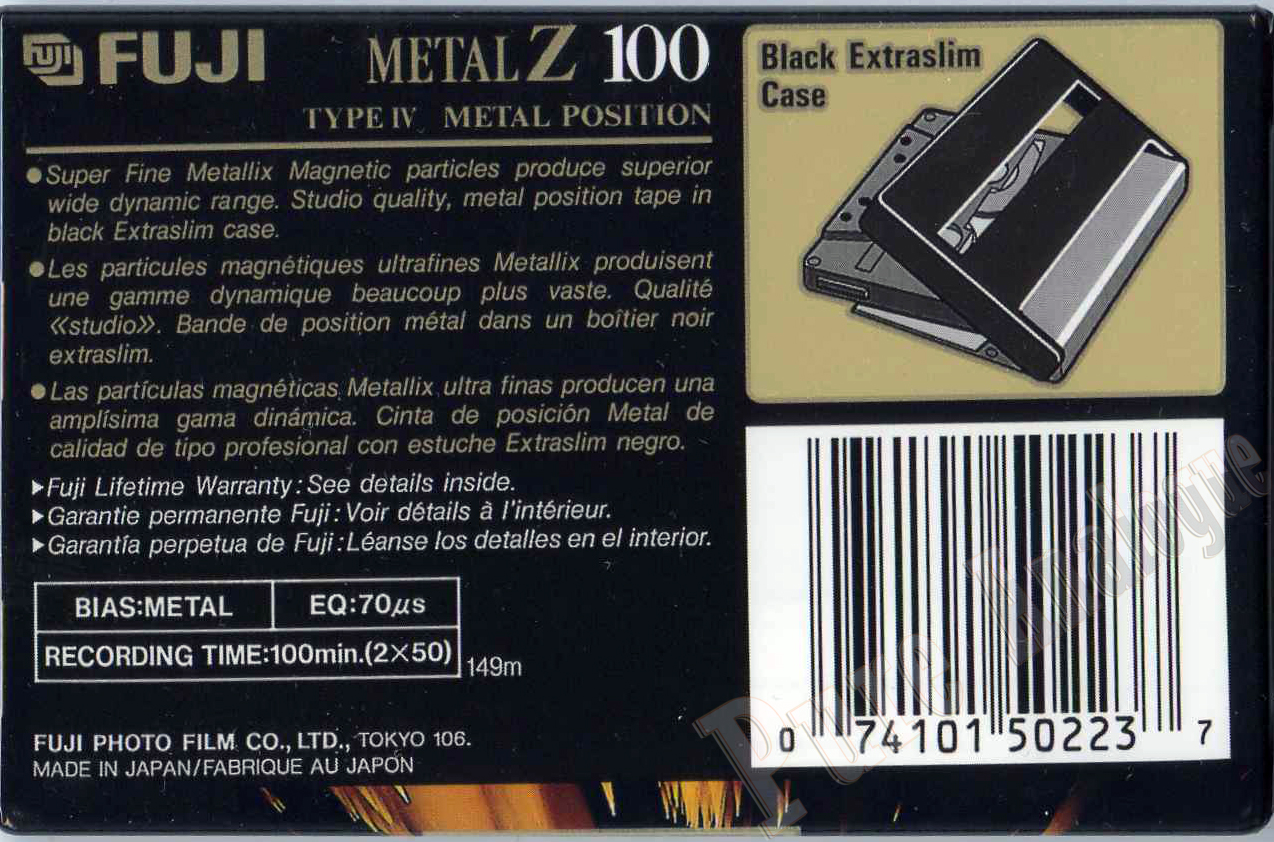 FUJI FUJI METAL Z 100
TYPE IV METAL POSITION
●Super Fine Metallix Magnetic particles produce superior
wide dynamic range. Studio quality, metal position tape in
black Extraslim case.
●Les particules magnétiques ultrafines Metallix produisent
une gamme dynamique beaucoup plus vaste. Qualité
«studio». Bande de position métal dans un boîtier noir
extraslim.
●Las partículas magnéticas Metallix ultra finas producen una
amplísima gama dinámica. Cinta de posición Metal de
calidad de tipo profesional con estuche Extraslim negro.
▶Fuji Lifetime Warranty: See details inside.
▶Garantie permanente Fuji: Voir détails à l'intérieur.
▶Garantía perpetua de Fuji: Léanse los detalles en el interior.
BIAS:METAL EQ:70μs
RECORDING TIME:100min.(2×50) 149m
FUJI PHOTO FILM CO., LTD., TOKYO 106.
MADE IN JAPAN/FABRIQUE AU JAPON
Black Extraslim
Case
0 74101 50223 7
Pure Analogue